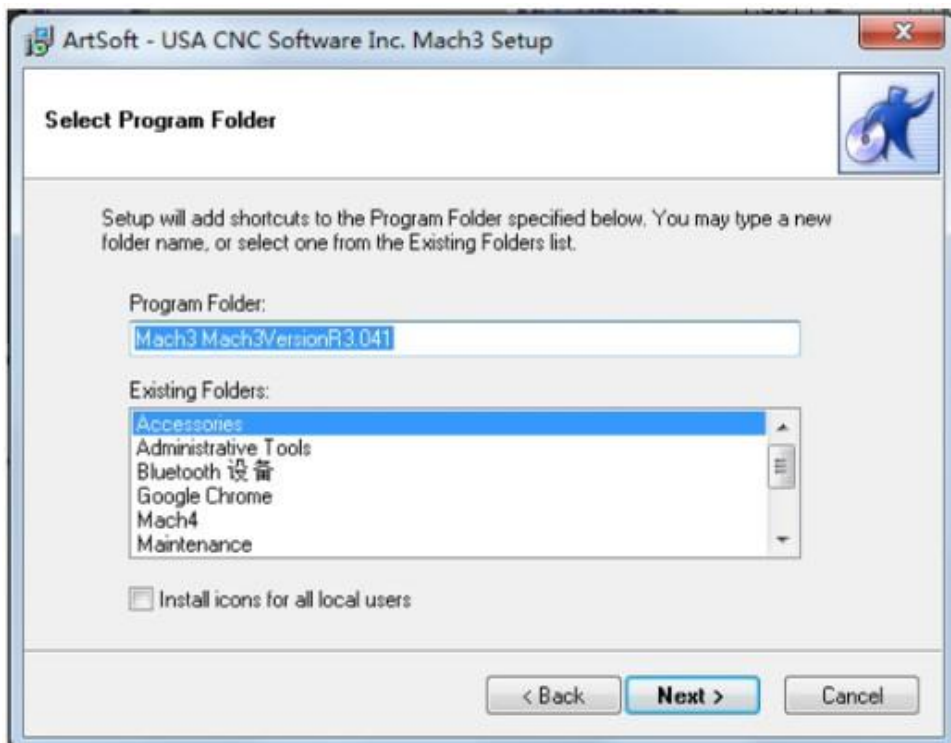 ArtSoft - USA CNC Software Inc. Mach3 Setup
Select Program Folder
Setup will add shortcuts to the Program Folder specified below. You may type a new
folder name, or select one from the Existing Folders list.
Program Folder:
Mach3 Mach3VersionR3.041
Existing Folders:
Accessories
Administrative Tools
Bluetooth 设备
Google Chrome
Mach4
Maintenance
Install icons for all local users
< Back
Next >
Cancel